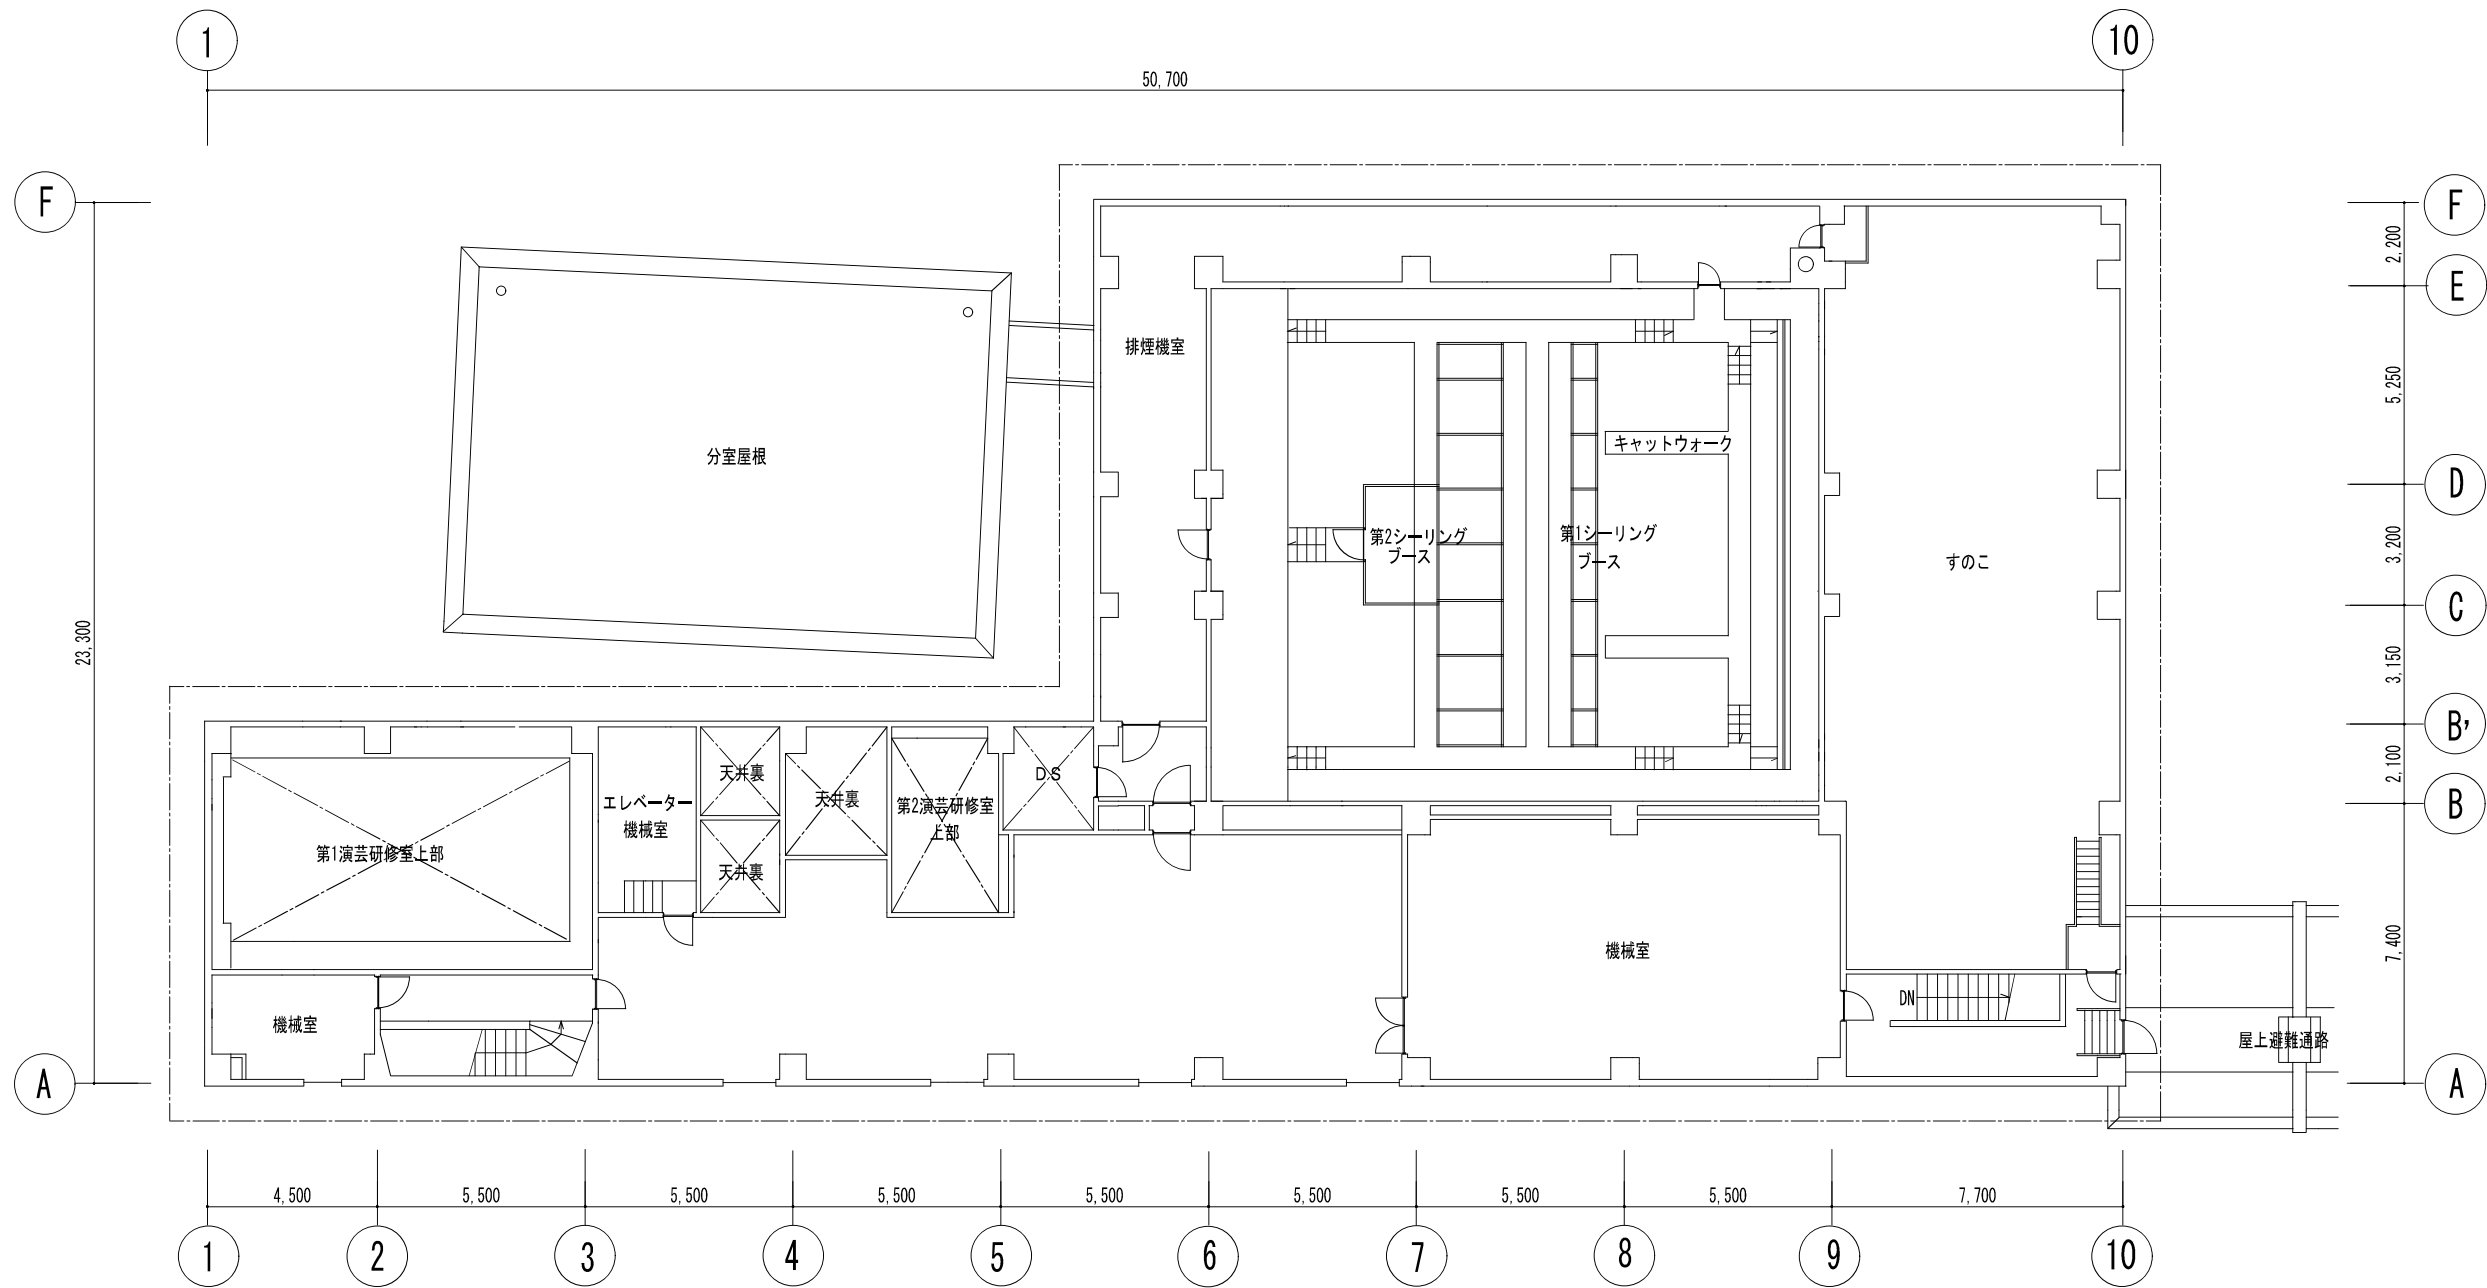 1
10
50,700
F
F
2,200
E
5,250
排煙機室
分室屋根
キャットウォーク
D
第2シーリング
ブース
第1シーリング
ブース
すのこ
3,200
C
23,300
3,150
B'
天井裏
D.S
2,100
エレベーター
機械室
天井裏
第2演芸研修室
上部
B
第1演芸研修室上部
天井裏
機械室
7,400
DN
機械室
屋上避難通路
A
A
4,500
5,500
5,500
5,500
5,500
5,500
5,500
5,500
7,700
1
2
3
4
5
6
7
8
9
10